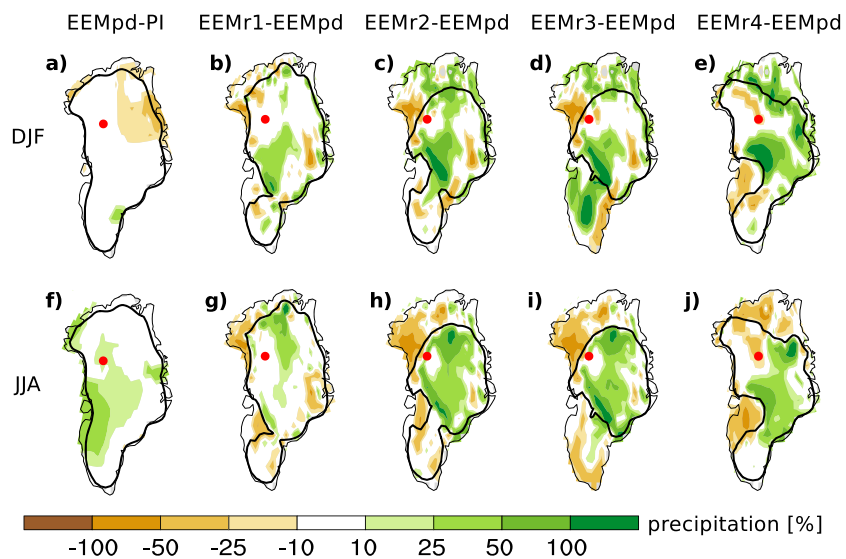 EEMpd-PI EEMr1-EEMpd EEMr2-EEMpd EEMr3-EEMpd EEMr4-EEMpd
a) b) c) d) e)
DJF
f) g) h) i) j)
JJA
precipitation [%]
-100 -50 -25 -10 10 25 50 100